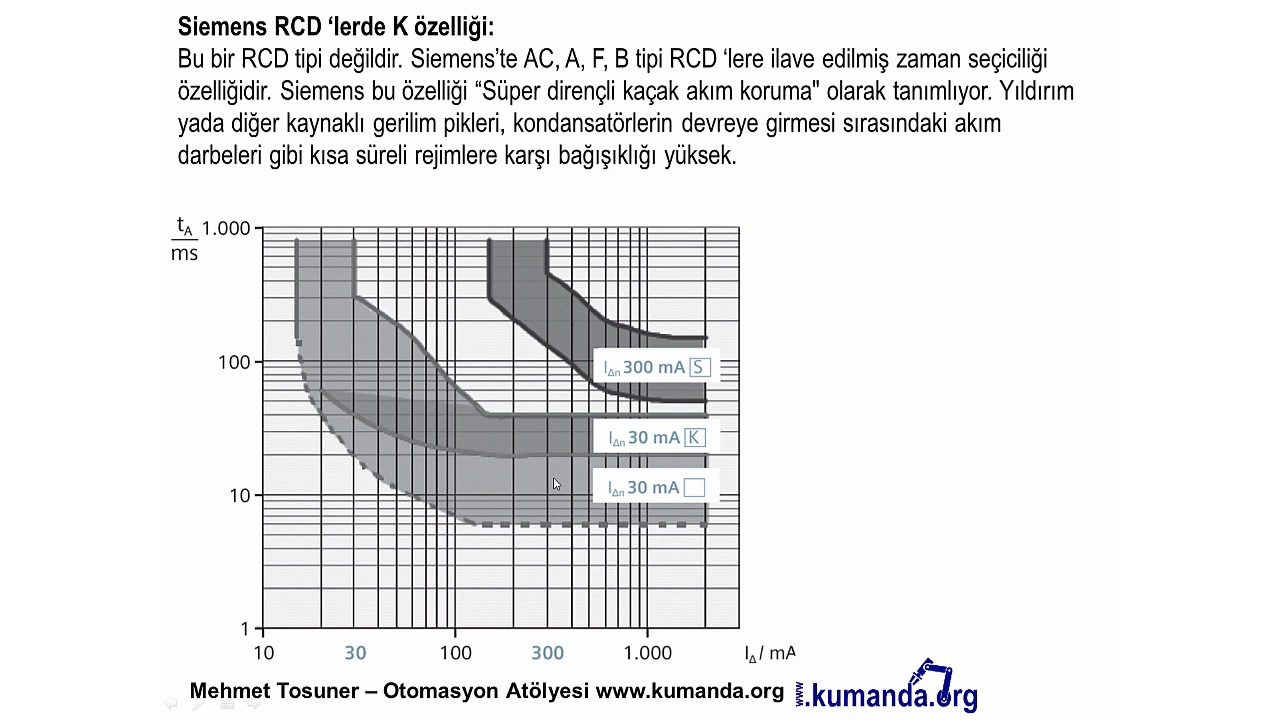 Siemens RCD ‘lerde K özelliği:
Bu bir RCD tipi değildir. Siemens’te AC, A, F, B tipi RCD ‘lere ilave edilmiş zaman seçiciliği
özelliğidir. Siemens bu özelliği “Süper dirençli kaçak akım koruma" olarak tanımlıyor. Yıldırım
yada diğer kaynaklı gerilim pikleri, kondansatörlerin devreye girmesi sırasındaki akım
darbeleri gibi kısa süreli rejimlere karşı bağışıklığı yüksek.
tA
ms
1.000
100
I∆n 300 mA S
I∆n 30 mA K
I∆n 30 mA
10
1
10 30 100 300 1.000 I∆ / mA
Mehmet Tosuner – Otomasyon Atölyesi www.kumanda.org
www.kumanda.org